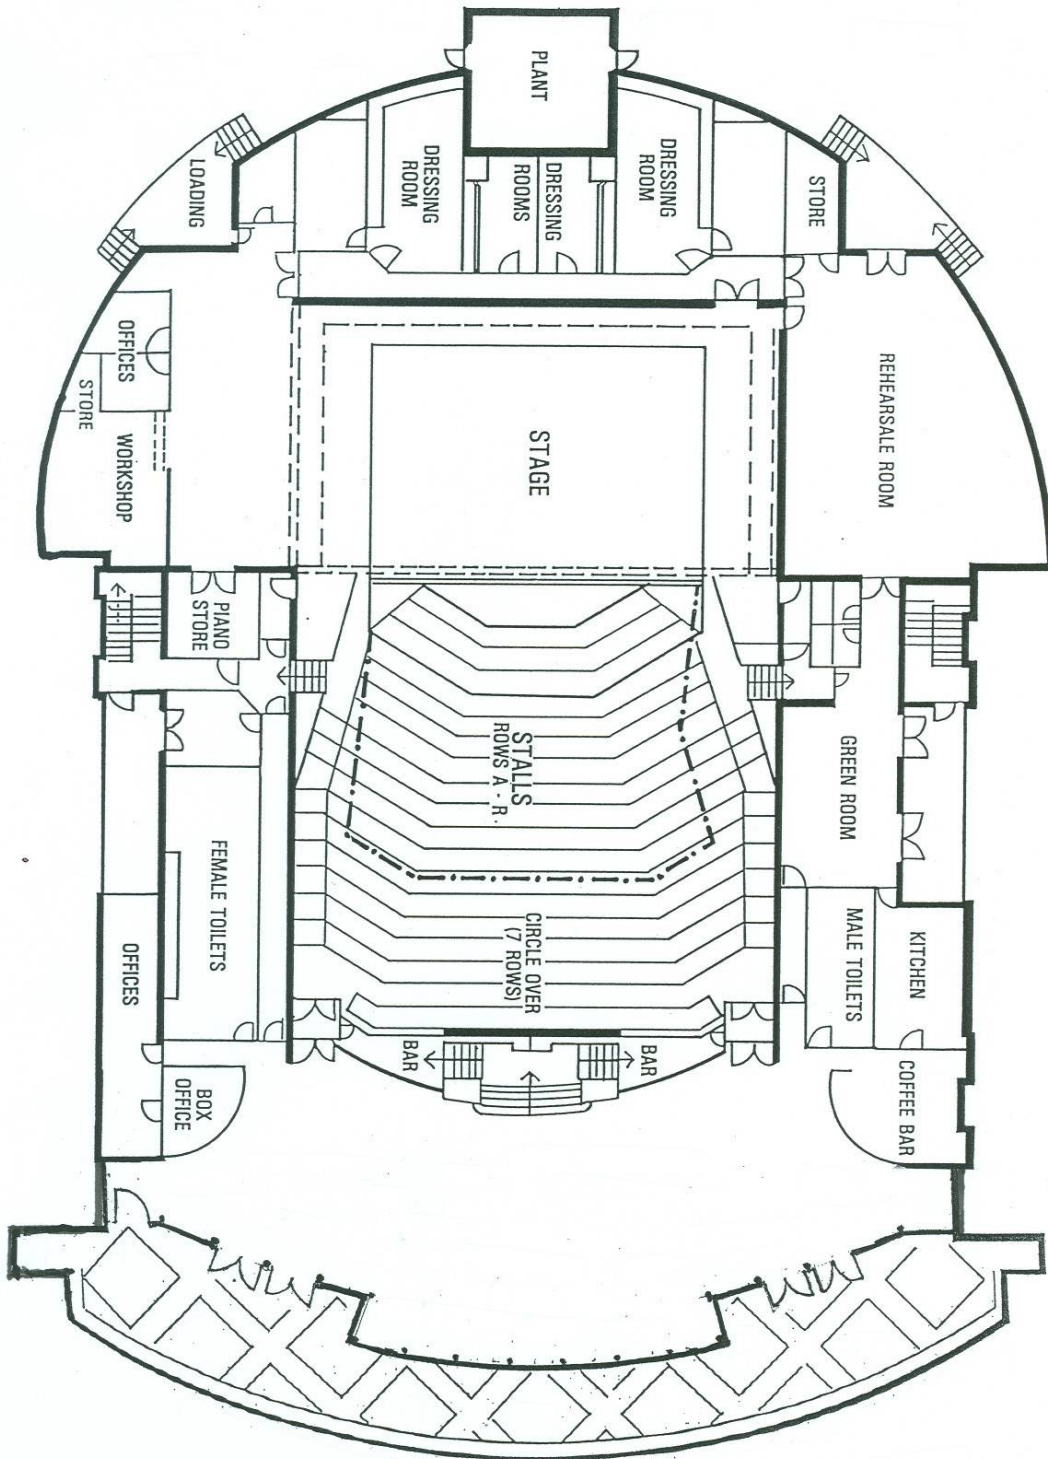 PLANT
LOADING
DRESSING
ROOM
DRESSING
ROOMS
DRESSING
ROOM
STORE
OFFICES
STORE
WORKSHOP
STAGE
REHEARSALE ROOM
PIANO
STORE
STALLS
ROWS A - R.
GREEN ROOM
FEMALE TOILETS
OFFICES
CIRCLE OVER
(7 ROWS)
MALE TOILETS
KITCHEN
BAR
BAR
BOX
OFFICE
COFFEE BAR